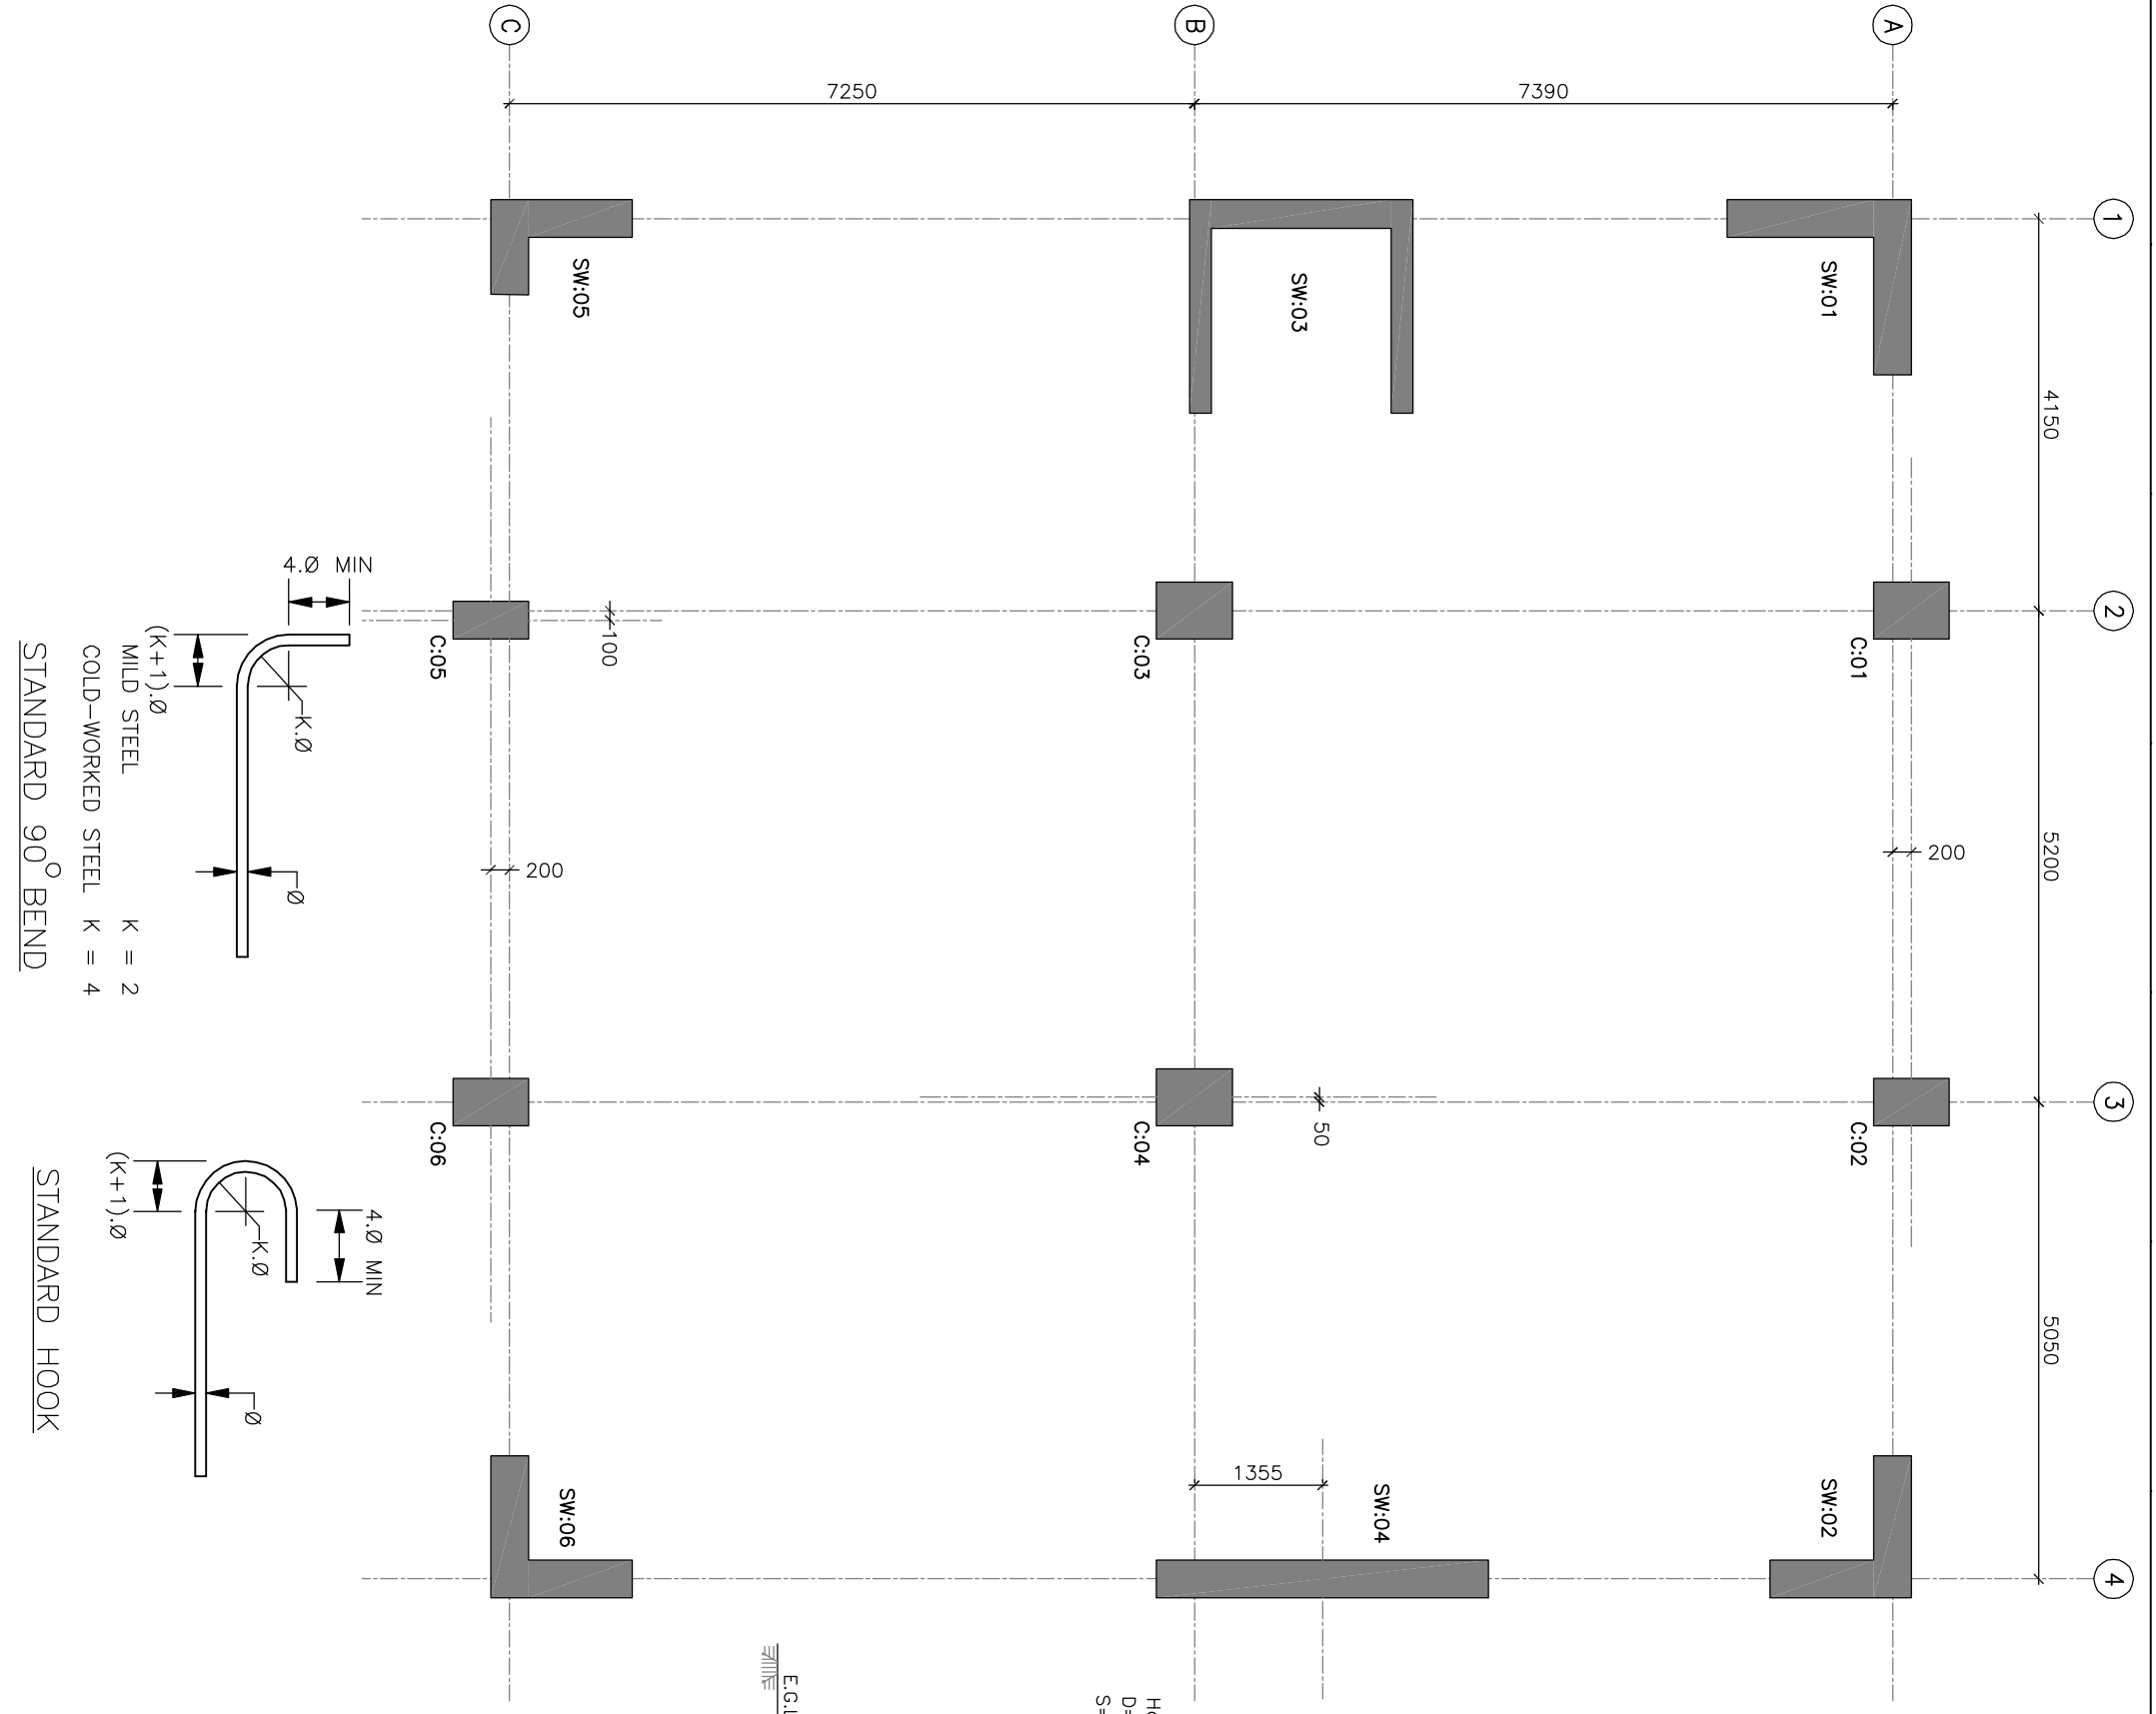 C
B
A
7250
7390
1
SW:05
SW:03
SW:01
4150
2
100
C:05
C:03
C:01
200
200
5200
3
50
C:06
C:04
C:02
5050
1355
SW:06
SW:04
SW:02
4
4.Ø MIN
(K+1).Ø
K.Ø
Ø
MILD STEEL K = 2
COLD-WORKED STEEL K = 4
STANDARD 90° BEND
4.Ø MIN
(K+1).Ø
K.Ø
Ø
STANDARD HOOK
D=
S=